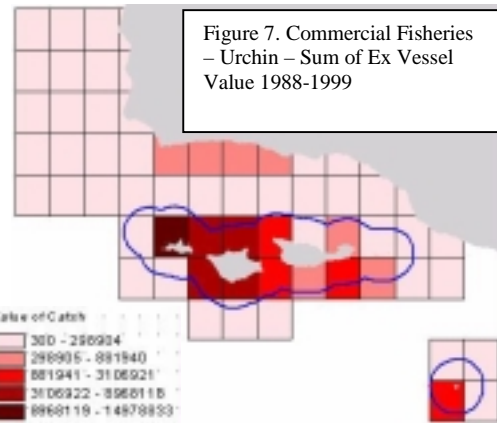 Figure 7. Commercial Fisheries
– Urchin – Sum of Ex Vessel
Value 1988-1999
Value of Catch
300 - 298904
298905 - 881940
881941 - 3106921
3106922 - 8968118
8968119 - 14878833